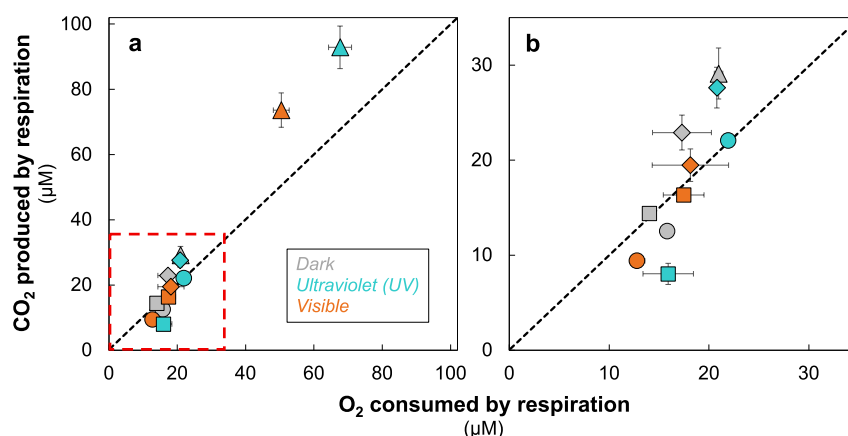 a
b
100
80
60
40
20
0
0
20
40
60
80
100
30
20
10
0
0
10
20
30
CO₂ produced by respiration
(µM)
Dark
Ultraviolet (UV)
Visible
O₂ consumed by respiration
(µM)